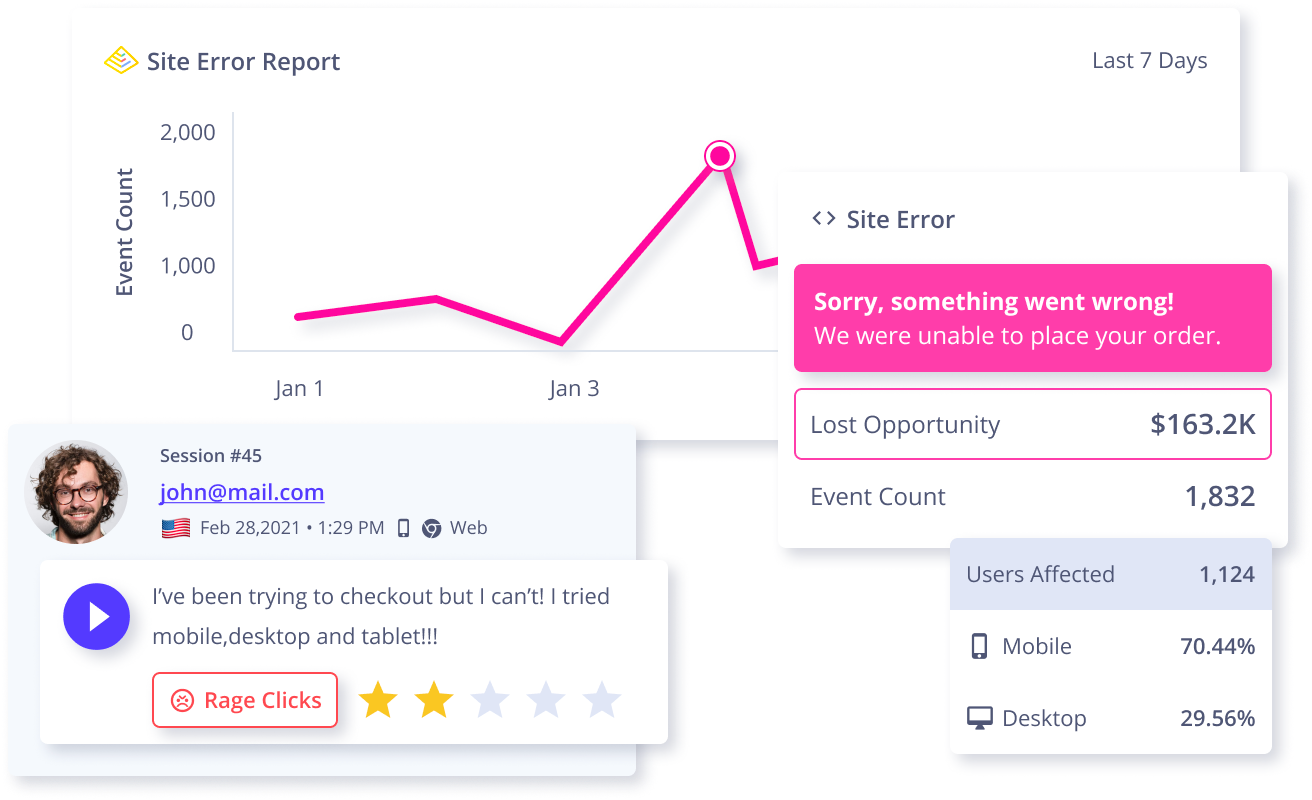 Site Error Report
Last 7 Days
Event Count
2,000
1,500
1,000
0
Jan 1
Jan 3
Site Error
Sorry, something went wrong!
We were unable to place your order.
Lost Opportunity $163.2K
Event Count 1,832
Users Affected 1,124
Mobile 70.44%
Desktop 29.56%
Session #45
john@mail.com
Feb 28,2021 • 1:29 PM Web
I’ve been trying to checkout but I can’t! I tried
mobile,desktop and tablet!!!
Rage Clicks